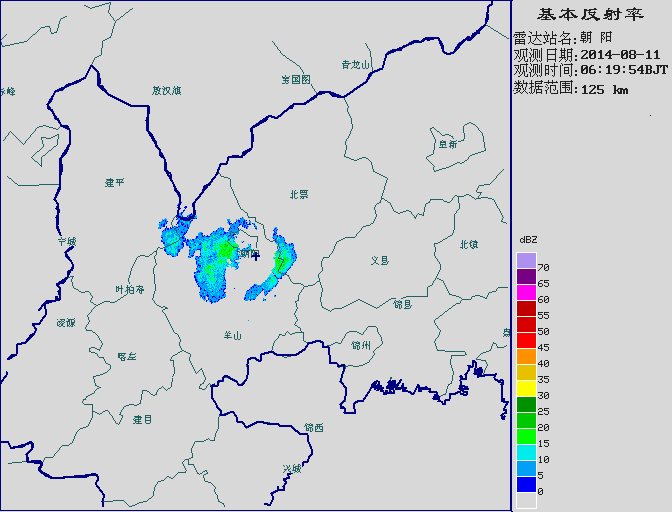 基本反射率
雷达站名:朝 阳
观测日期:2014-08-11
观测时间:06:19:54BJT
数据范围:125 km
青龙山
宝国图
敖汉旗
赤峰
阜新
建平
北票
宁城
朝阳
北镇
义县
叶柏寿
凌源
锦县
羊山
锦州
喀左
建昌
锦西
兴城
dBZ
70
65
60
55
50
45
40
35
30
25
20
15
10
5
0